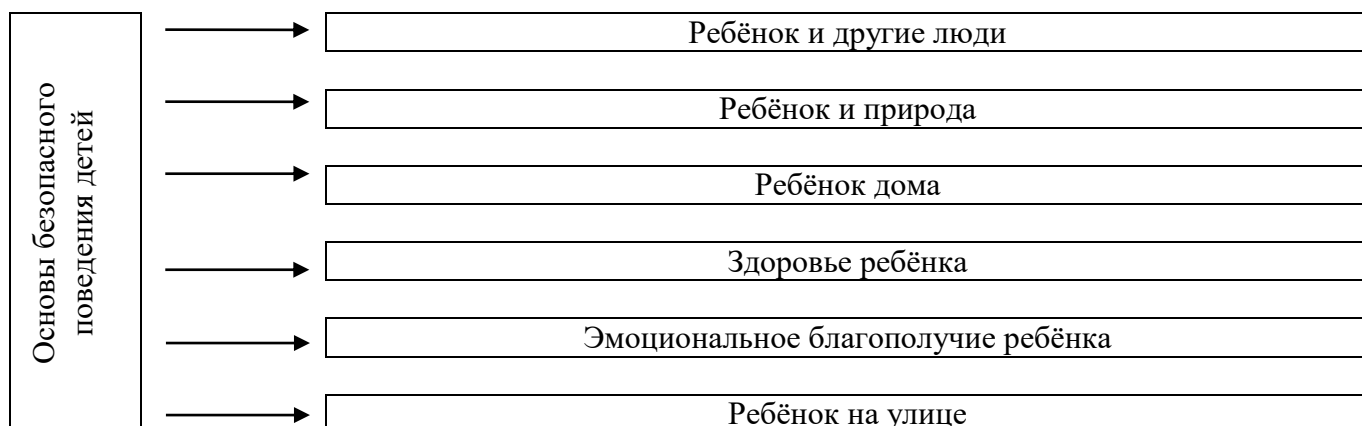 Основы безопасного
поведения детей
Ребёнок и другие люди
Ребёнок и природа
Ребёнок дома
Здоровье ребёнка
Эмоциональное благополучие ребёнка
Ребёнок на улице